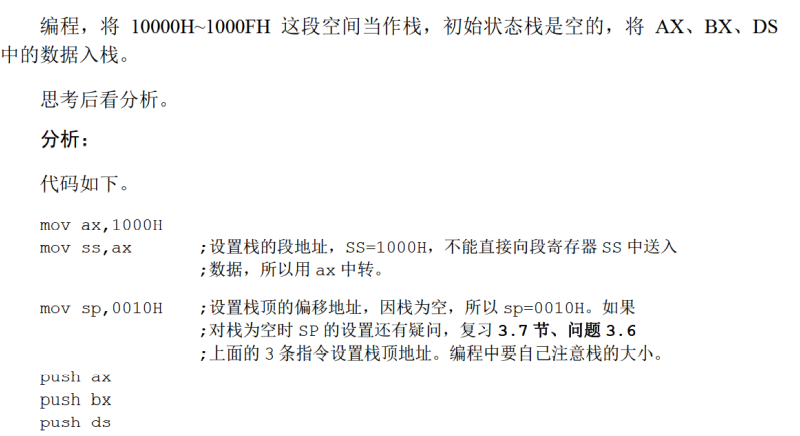 编程，将 10000H~1000FH 这段空间当作栈，初始状态栈是空的，将 AX、BX、DS
中的数据入栈。
思考后看分析。
分析：
代码如下。
mov ax,1000H
mov ss,ax ;设置栈的段地址，SS=1000H，不能直接向段寄存器 SS 中送入
;数据，所以用 ax 中转。
mov sp,0010H ;设置栈顶的偏移地址，因栈为空，所以 sp=0010H。如果
;对栈为空时 SP 的设置还有疑问，复习 3.7 节、问题 3.6
;上面的 3 条指令设置栈顶地址。编程中要自己注意栈的大小。
push ax
push bx
push ds